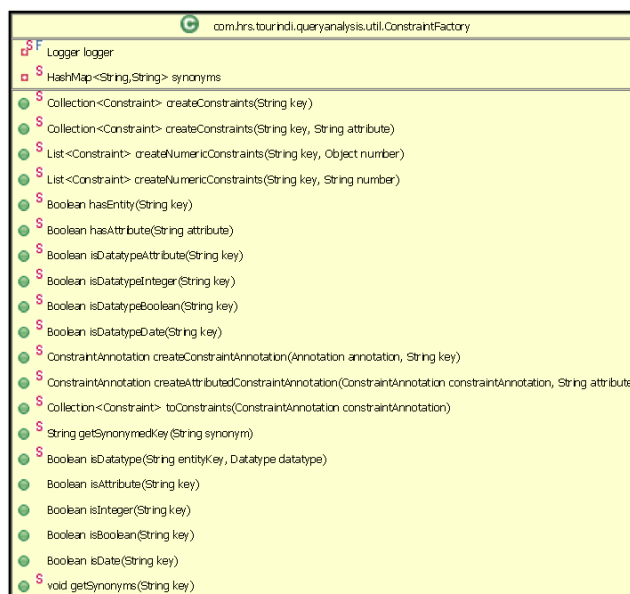 C com.hrs.tourindi.queryanalysis.util.ConstraintFactory
S F Logger logger
S HashMap<String,String> synonyms
S Collection<Constraint> createConstraints(String key)
S Collection<Constraint> createConstraints(String key, String attribute)
S List<Constraint> createNumericConstraints(String key, Object number)
S List<Constraint> createNumericConstraints(String key, String number)
S Boolean hasEntity(String key)
S Boolean hasAttribute(String attribute)
S Boolean isDatatypeAttribute(String key)
S Boolean isDatatypeInteger(String key)
S Boolean isDatatypeBoolean(String key)
S Boolean isDatatypeDate(String key)
S ConstraintAnnotation createConstraintAnnotation(Annotation annotation, String key)
S ConstraintAnnotation createAttributedConstraintAnnotation(ConstraintAnnotation constraintAnnotation, String attribute
S Collection<Constraint> toConstraints(ConstraintAnnotation constraintAnnotation)
S String getSynonymedKey(String synonym)
S Boolean isDatatype(String entityKey, Datatype datatype)
Boolean isAttribute(String key)
Boolean isInteger(String key)
Boolean isBoolean(String key)
Boolean isDate(String key)
S void getSynonyms(String key)